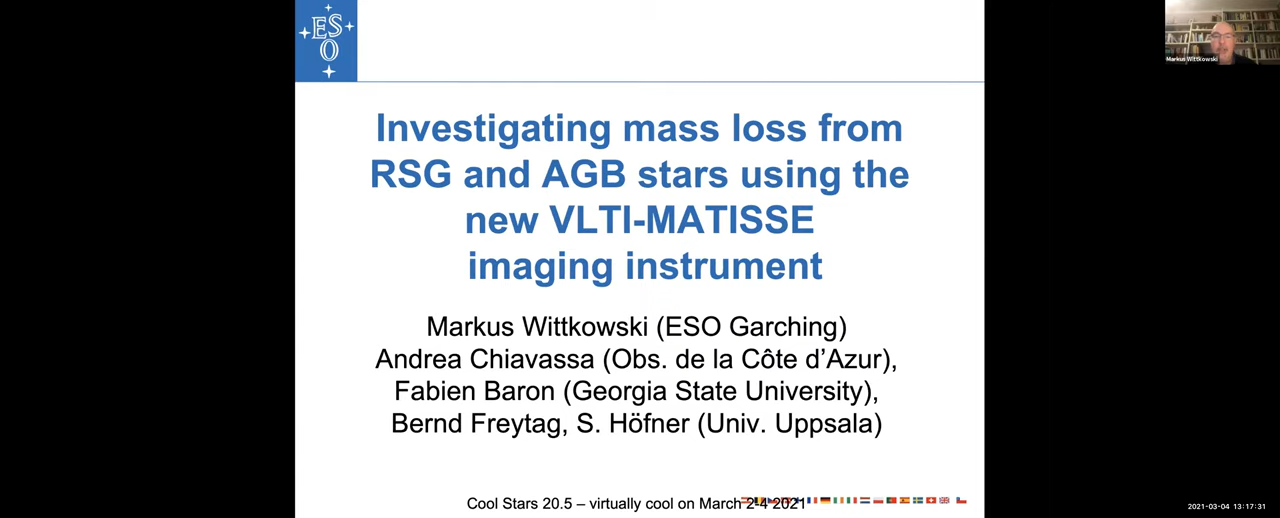 ESO
Markus Wittkowski
Investigating mass loss from
RSG and AGB stars using the
new VLTI-MATISSE
imaging instrument
Markus Wittkowski (ESO Garching)
Andrea Chiavassa (Obs. de la Côte d’Azur),
Fabien Baron (Georgia State University),
Bernd Freytag, S. Höfner (Univ. Uppsala)
Cool Stars 20.5 – virtually cool on March 2-4 2021
2021-03-04 13:17:31